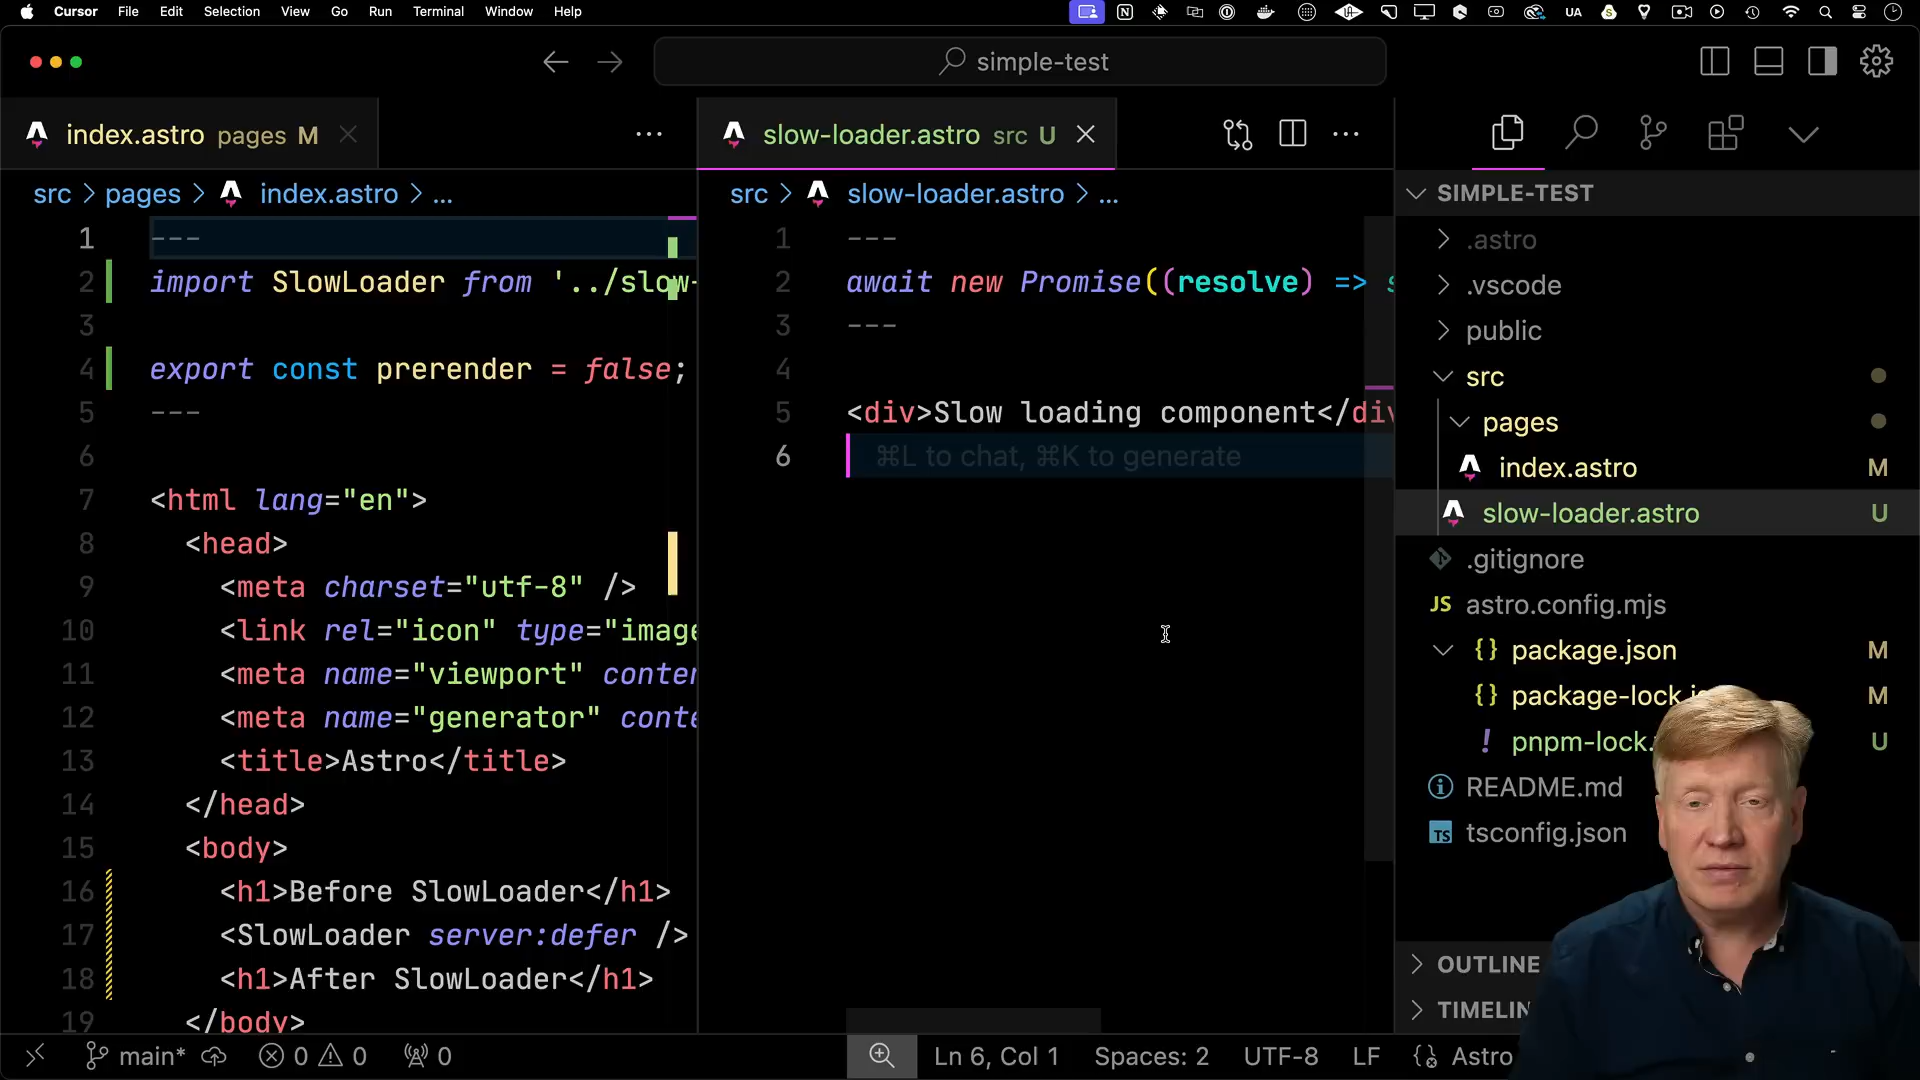 Cursor File Edit Selection View Go Run Terminal Window Help UA
simple-test
index.astro pages M
slow-loader.astro src U
src > pages > index.astro > ...
src > slow-loader.astro > ...
1 ---
2 import SlowLoader from '../slow-
3
4 export const prerender = false;
5 ---
6
7 <html lang="en">
8 <head>
9 <meta charset="utf-8" />
10 <link rel="icon" type="image
11 <meta name="viewport" conten
12 <meta name="generator" conte
13 <title>Astro</title>
14 </head>
15 <body>
16 <h1>Before SlowLoader</h1>
17 <SlowLoader server:defer />
18 <h1>After SlowLoader</h1>
19 </body>
1 ---
2 await new Promise((resolve) => s
3 ---
4
5 <div>Slow loading component</div
6 ⌘L to chat, ⌘K to generate
SIMPLE-TEST
.astro
.vscode
public
src
pages
index.astro M
slow-loader.astro U
.gitignore
JS astro.config.mjs
{} package.json M
{} package-lock.js M
! pnpm-lock. U
README.md
TS tsconfig.json
OUTLINE
TIMELIN
main* 0 0 0
Ln 6, Col 1 Spaces: 2 UTF-8 LF Astro